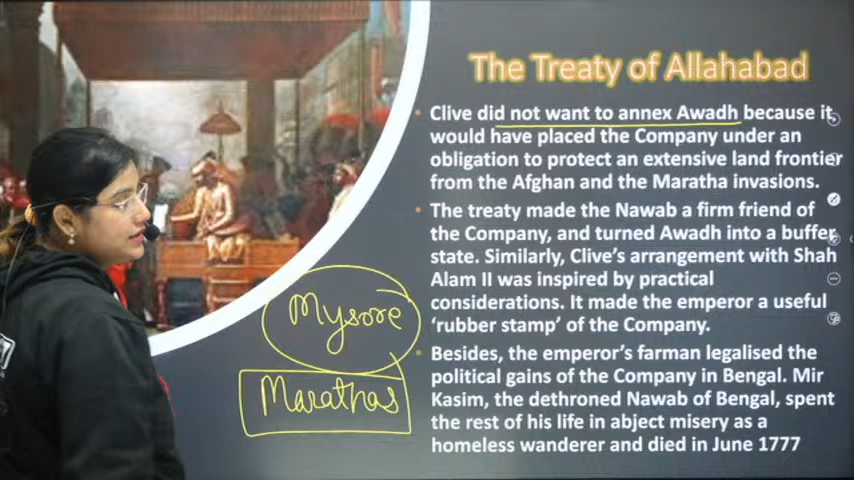 The Treaty of Allahabad
Clive did not want to annex Awadh because it
would have placed the Company under an
obligation to protect an extensive land frontier
from the Afghan and the Maratha invasions.
The treaty made the Nawab a firm friend of
the Company, and turned Awadh into a buffer
state. Similarly, Clive's arrangement with Shah
Alam II was inspired by practical
considerations. It made the emperor a useful
'rubber stamp' of the Company.
Besides, the emperor's farman legalised the
political gains of the Company in Bengal. Mir
Kasim, the dethroned Nawab of Bengal, spent
the rest of his life in abject misery as a
homeless wanderer and died in June 1777
Mysore
Marathas